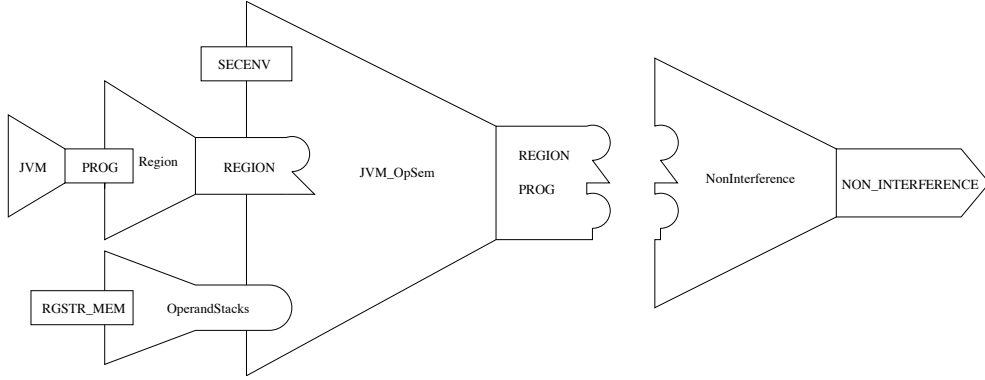 SECENV
JVM
PROG
Region
REGION
JVM_OpSem
REGION
PROG
NonInterference
NON_INTERFERENCE
RGSTR_MEM
OperandStacks